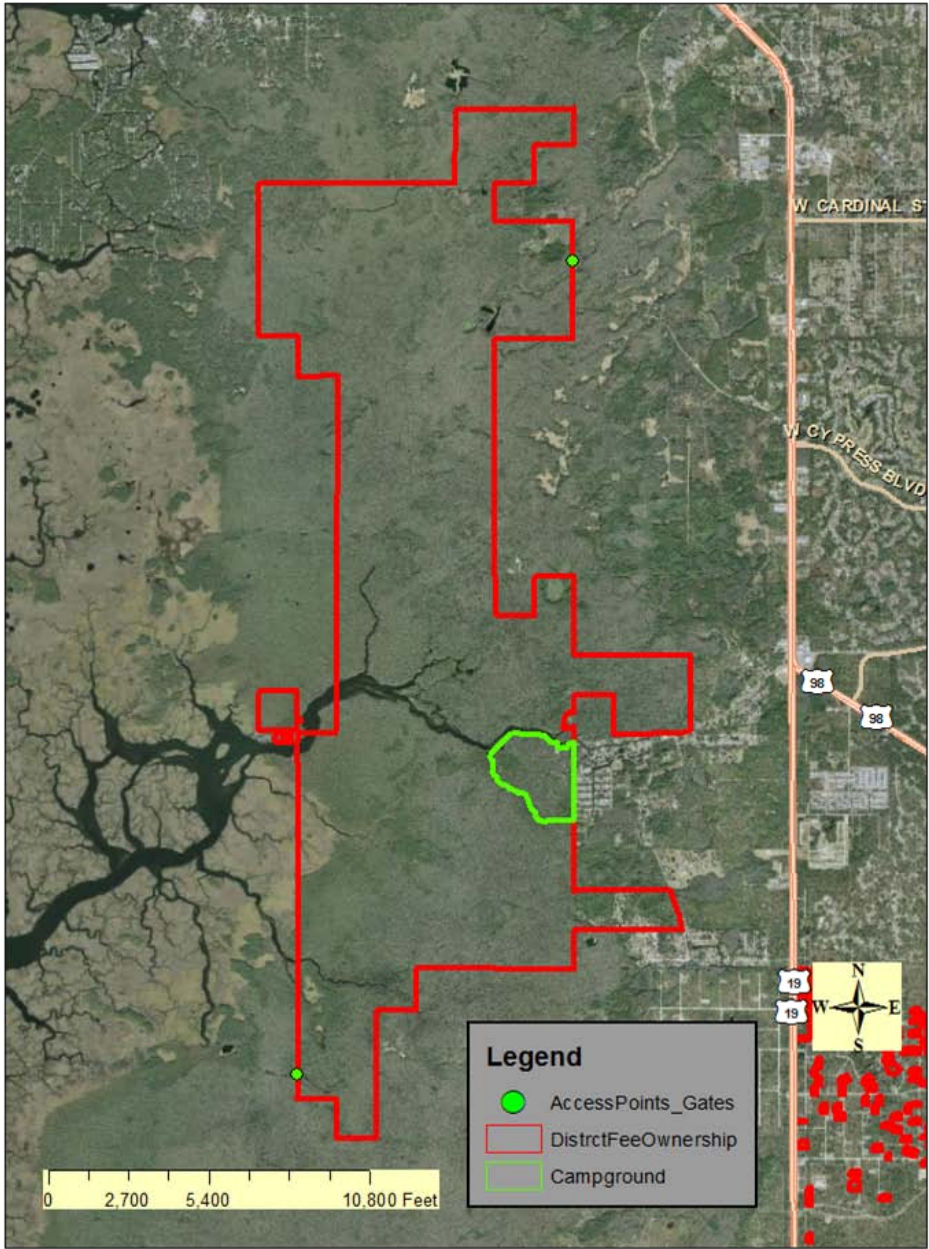 W CARDINAL ST
W CYPRESS BLVD
98
98
19
19
N
W E
S
Legend
AccessPoints_Gates
DistrctFeeOwnership
Campground
0 2,700 5,400 10,800 Feet